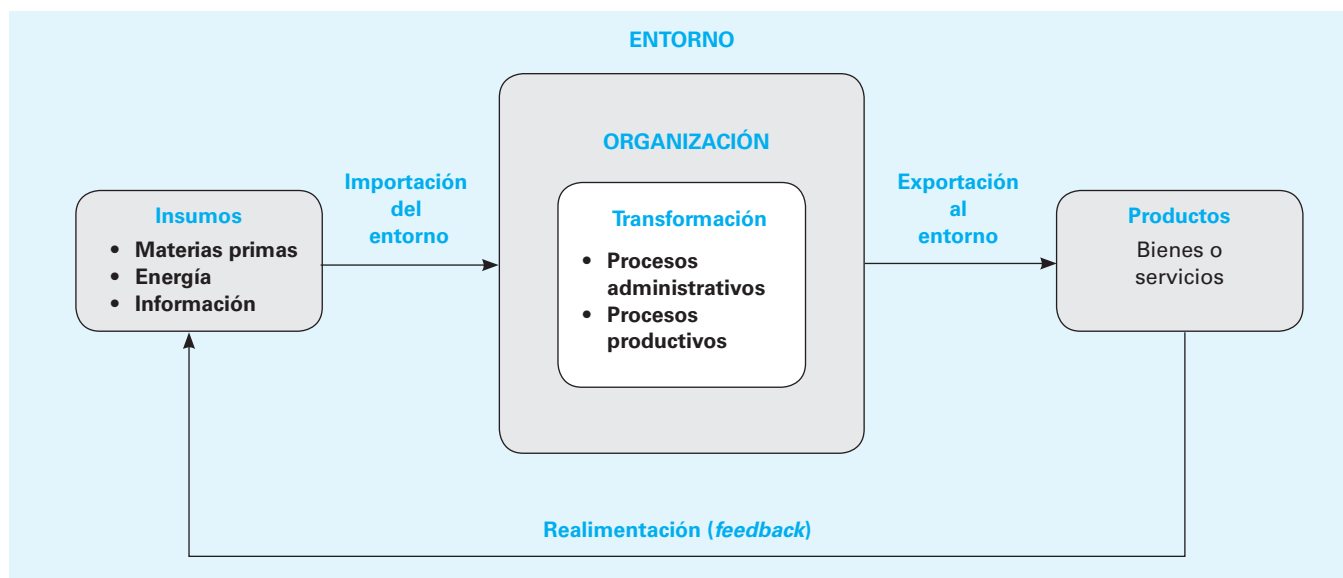 ENTORNO
ORGANIZACIÓN
Importación
del
entorno
Exportación
al
entorno
Insumos
• Materias primas
• Energía
• Información
Transformación
• Procesos
administrativos
• Procesos
productivos
Productos
Bienes o
servicios
Realimentación (feedback)